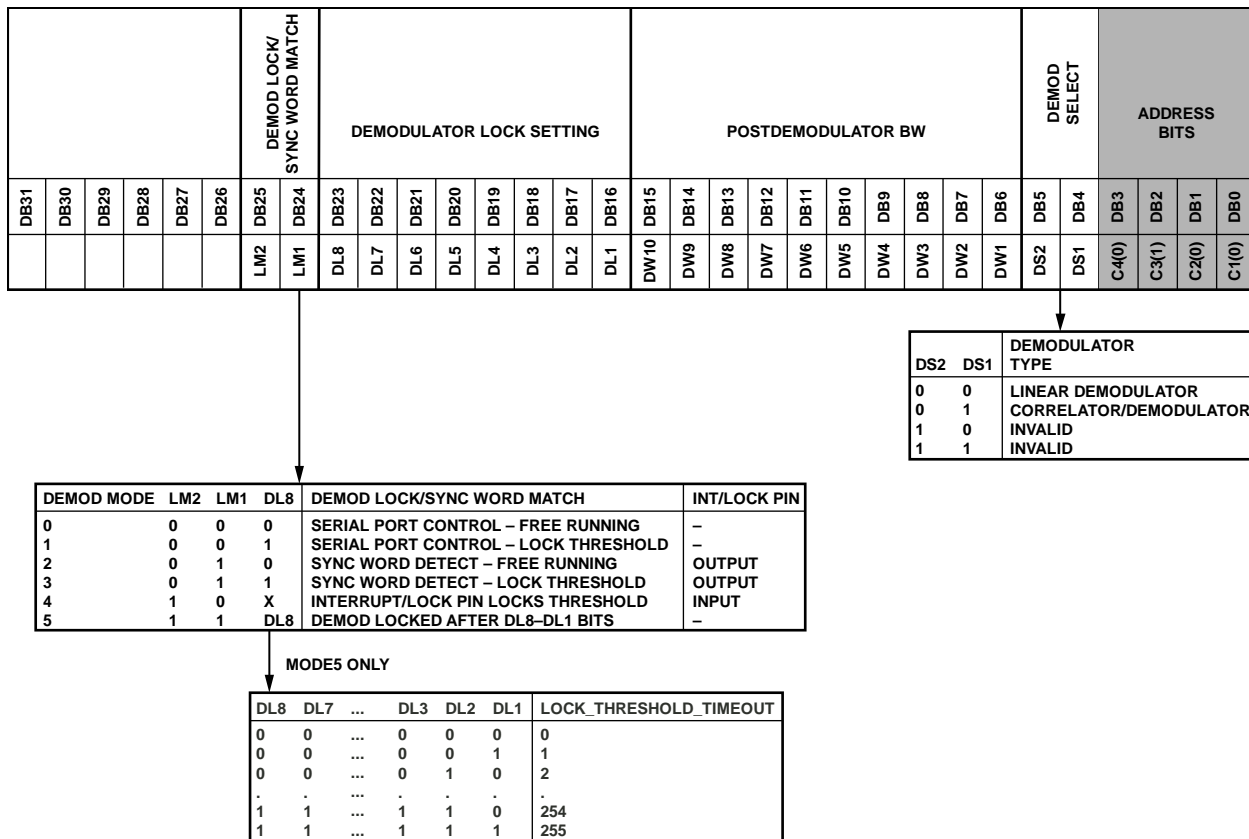 DEMOD LOCK/
SYNC WORD MATCH
DEMODULATOR LOCK SETTING
POSTDEMODULATOR BW
DEMOD
SELECT
ADDRESS
BITS
DB31 DB30 DB29 DB28 DB27 DB26 DB25 DB24 DB23 DB22 DB21 DB20 DB19 DB18 DB17 DB16 DB15 DB14 DB13 DB12 DB11 DB10 DB9 DB8 DB7 DB6 DB5 DB4 DB3 DB2 DB1 DB0
LM2 LM1 DL8 DL7 DL6 DL5 DL4 DL3 DL2 DL1 DW10 DW9 DW8 DW7 DW6 DW5 DW4 DW3 DW2 DW1 DS2 DS1 C4(0) C3(1) C2(0) C1(0)
DEMODULATOR
DS2 DS1 TYPE
0 0 LINEAR DEMODULATOR
0 1 CORRELATOR/DEMODULATOR
1 0 INVALID
1 1 INVALID
DEMOD MODE LM2 LM1 DL8 DEMOD LOCK/SYNC WORD MATCH INT/LOCK PIN
0 0 0 0 SERIAL PORT CONTROL – FREE RUNNING –
1 0 0 1 SERIAL PORT CONTROL – LOCK THRESHOLD –
2 0 1 0 SYNC WORD DETECT – FREE RUNNING OUTPUT
3 0 1 1 SYNC WORD DETECT – LOCK THRESHOLD OUTPUT
4 1 0 X INTERRUPT/LOCK PIN LOCKS THRESHOLD INPUT
5 1 1 DL8 DEMOD LOCKED AFTER DL8–DL1 BITS –
MODE5 ONLY
DL8 DL7 ... DL3 DL2 DL1 LOCK_THRESHOLD_TIMEOUT
0 0 ... 0 0 0 0
0 0 ... 0 0 1 1
0 0 ... 0 1 0 2
. . ... . . . .
1 1 ... 1 1 0 254
1 1 ... 1 1 1 255